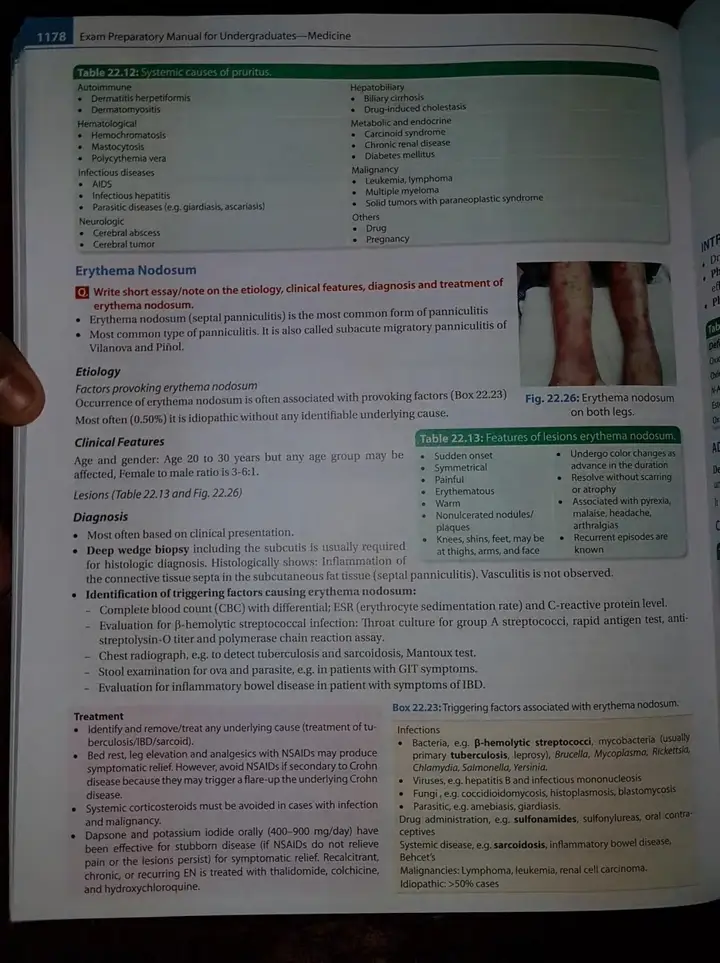 1178 Exam Preparatory Manual for Undergraduates—Medicine
Table 22.12: Systemic causes of pruritus.
Autoimmune
• Dermatitis herpetiformis
• Dermatomyositis
Hematological
• Hemochromatosis
• Mastocytosis
• Polycythemia vera
Infectious diseases
• AIDS
• Infectious hepatitis
• Parasitic diseases (e.g. giardiasis, ascariasis)
Neurologic
• Cerebral abscess
• Cerebral tumor
Hepatobiliary
• Biliary cirrhosis
• Drug-induced cholestasis
Metabolic and endocrine
• Carcinoid syndrome
• Chronic renal disease
• Diabetes mellitus
Malignancy
• Leukemia, lymphoma
• Multiple myeloma
• Solid tumors with paraneoplastic syndrome
Others
• Drug
• Pregnancy
Erythema Nodosum
Q. Write short essay/note on the etiology, clinical features, diagnosis and treatment of
erythema nodosum.
• Erythema nodosum (septal panniculitis) is the most common form of panniculitis
• Most common type of panniculitis. It is also called subacute migratory panniculitis of
Vilanova and Piñol.
Etiology
Factors provoking erythema nodosum
Occurrence of erythema nodosum is often associated with provoking factors (Box 22.23)
Most often (0.50%) it is idiopathic without any identifiable underlying cause.
Fig. 22.26: Erythema nodosum
on both legs.
Clinical Features
Age and gender: Age 20 to 30 years but any age group may be
affected, Female to male ratio is 3-6:1.
Lesions (Table 22.13 and Fig. 22.26)
Table 22.13: Features of lesions erythema nodosum.
• Sudden onset
• Symmetrical
• Painful
• Erythematous
• Warm
• Nonulcerated nodules/
plaques
• Knees, shins, feet, may be
at thighs, arms, and face
• Undergo color changes as
advance in the duration
• Resolve without scarring
or atrophy
• Associated with pyrexia,
malaise, headache,
arthralgias
• Recurrent episodes are
known
Diagnosis
• Most often based on clinical presentation.
• Deep wedge biopsy including the subcutis is usually required
for histologic diagnosis. Histologically shows: Inflammation of
the connective tissue septa in the subcutaneous fat tissue (septal panniculitis). Vasculitis is not observed.
• Identification of triggering factors causing erythema nodosum:
– Complete blood count (CBC) with differential; ESR (erythrocyte sedimentation rate) and C-reactive protein level.
– Evaluation for β-hemolytic streptococcal infection: Throat culture for group A streptococci, rapid antigen test, anti-
streptolysin-O titer and polymerase chain reaction assay.
– Chest radiograph, e.g. to detect tuberculosis and sarcoidosis, Mantoux test.
– Stool examination for ova and parasite, e.g. in patients with GIT symptoms.
– Evaluation for inflammatory bowel disease in patient with symptoms of IBD.
Treatment
• Identify and remove/treat any underlying cause (treatment of tu-
berculosis/IBD/sarcoid).
• Bed rest, leg elevation and analgesics with NSAIDs may produce
symptomatic relief. However, avoid NSAIDs if secondary to Crohn
disease because they may trigger a flare-up the underlying Crohn
disease.
• Systemic corticosteroids must be avoided in cases with infection
and malignancy.
• Dapsone and potassium iodide orally (400–900 mg/day) have
been effective for stubborn disease (if NSAIDs do not relieve
pain or the lesions persist) for symptomatic relief. Recalcitrant,
chronic, or recurring EN is treated with thalidomide, colchicine,
and hydroxychloroquine.
Box 22.23: Triggering factors associated with erythema nodosum.
Infections
• Bacteria, e.g. β-hemolytic streptococci, mycobacteria (usually
primary tuberculosis, leprosy), Brucella, Mycoplasma, Rickettsia,
Chlamydia, Salmonella, Yersinia.
• Viruses, e.g. hepatitis B and infectious mononucleosis
• Fungi, e.g. coccidioidomycosis, histoplasmosis, blastomycosis
• Parasitic, e.g. amebiasis, giardiasis.
Drug administration, e.g. sulfonamides, sulfonylureas, oral contra-
ceptives
Systemic disease, e.g. sarcoidosis, inflammatory bowel disease,
Behcet's
Malignancies: Lymphoma, leukemia, renal cell carcinoma.
Idiopathic: >50% cases